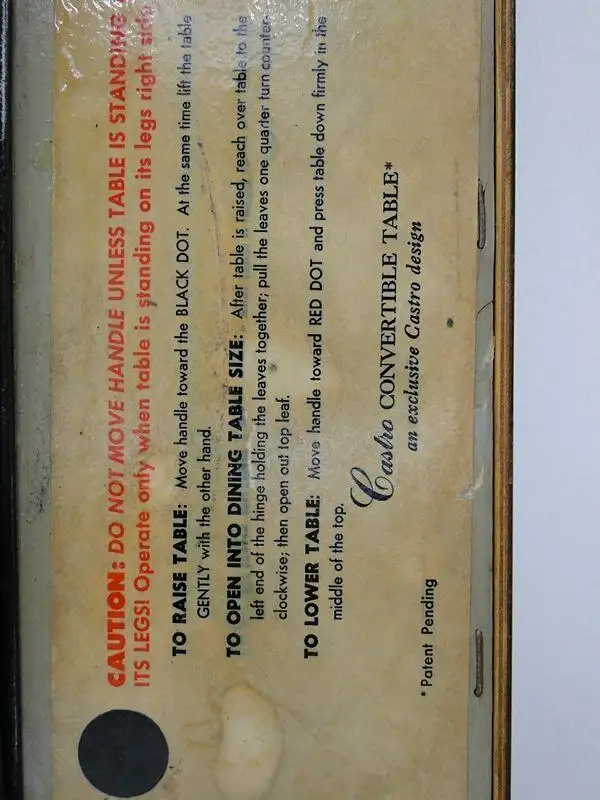 CAUTION: DO NOT MOVE HANDLE UNLESS TABLE IS STANDING
ITS LEGS! Operate only when table is standing on its legs right side
TO RAISE TABLE: Move handle toward the BLACK DOT. At the same time lift the table
GENTLY with the other hand.
TO OPEN INTO DINING TABLE SIZE: After table is raised, reach over table to the
left end of the hinge holding the leaves together; pull the leaves one quarter turn counter-
clockwise; then open out top leaf.
TO LOWER TABLE: Move handle toward RED DOT and press table down firmly in the
middle of the top.
Castro CONVERTIBLE TABLE*
an exclusive Castro design
*Patent Pending